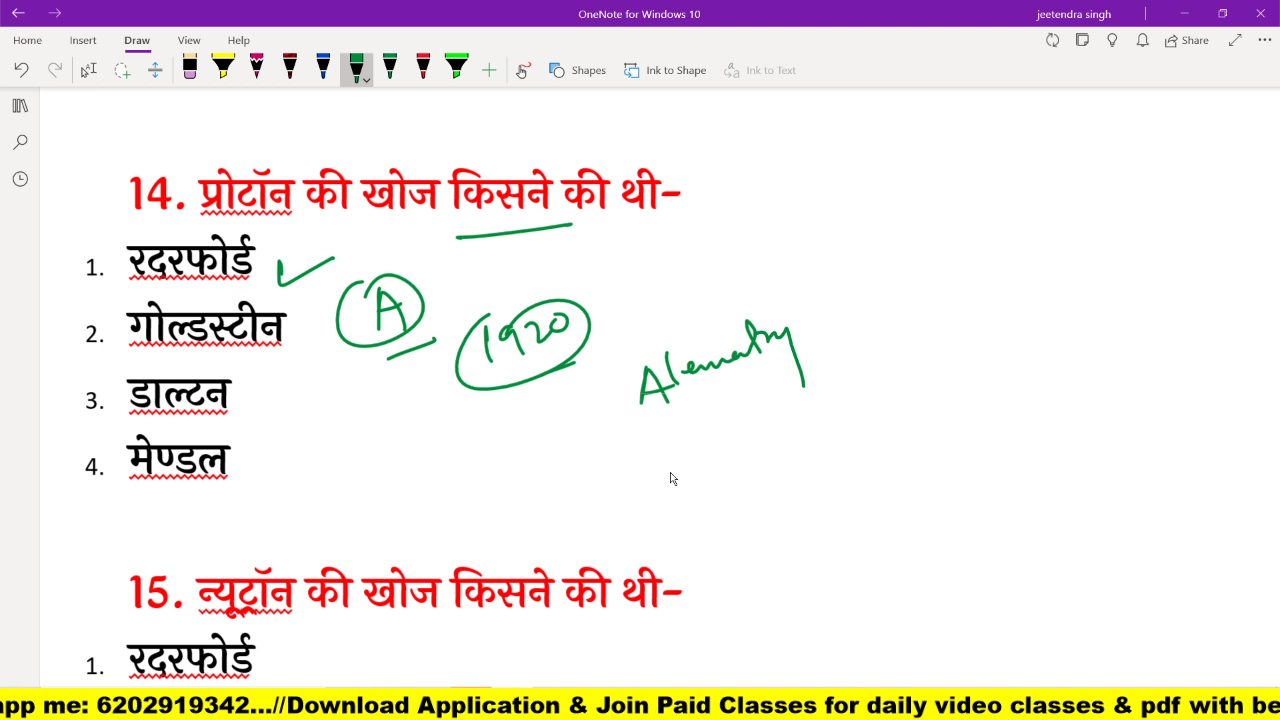 OneNote for Windows 10
jeetendra singh
Home Insert Draw View Help
Share
Shapes Ink to Shape Ink to Text
14. प्रोटॉन की खोज किसने की थी-
1. रदरफोर्ड
A
2. गोल्डस्टीन
1920
3. डाल्टन
4. मेण्डल
15. न्यूट्रॉन की खोज किसने की थी-
1. रदरफोर्ड
app me: 6202919342...//Download Application & Join Paid Classes for daily video classes & pdf with be